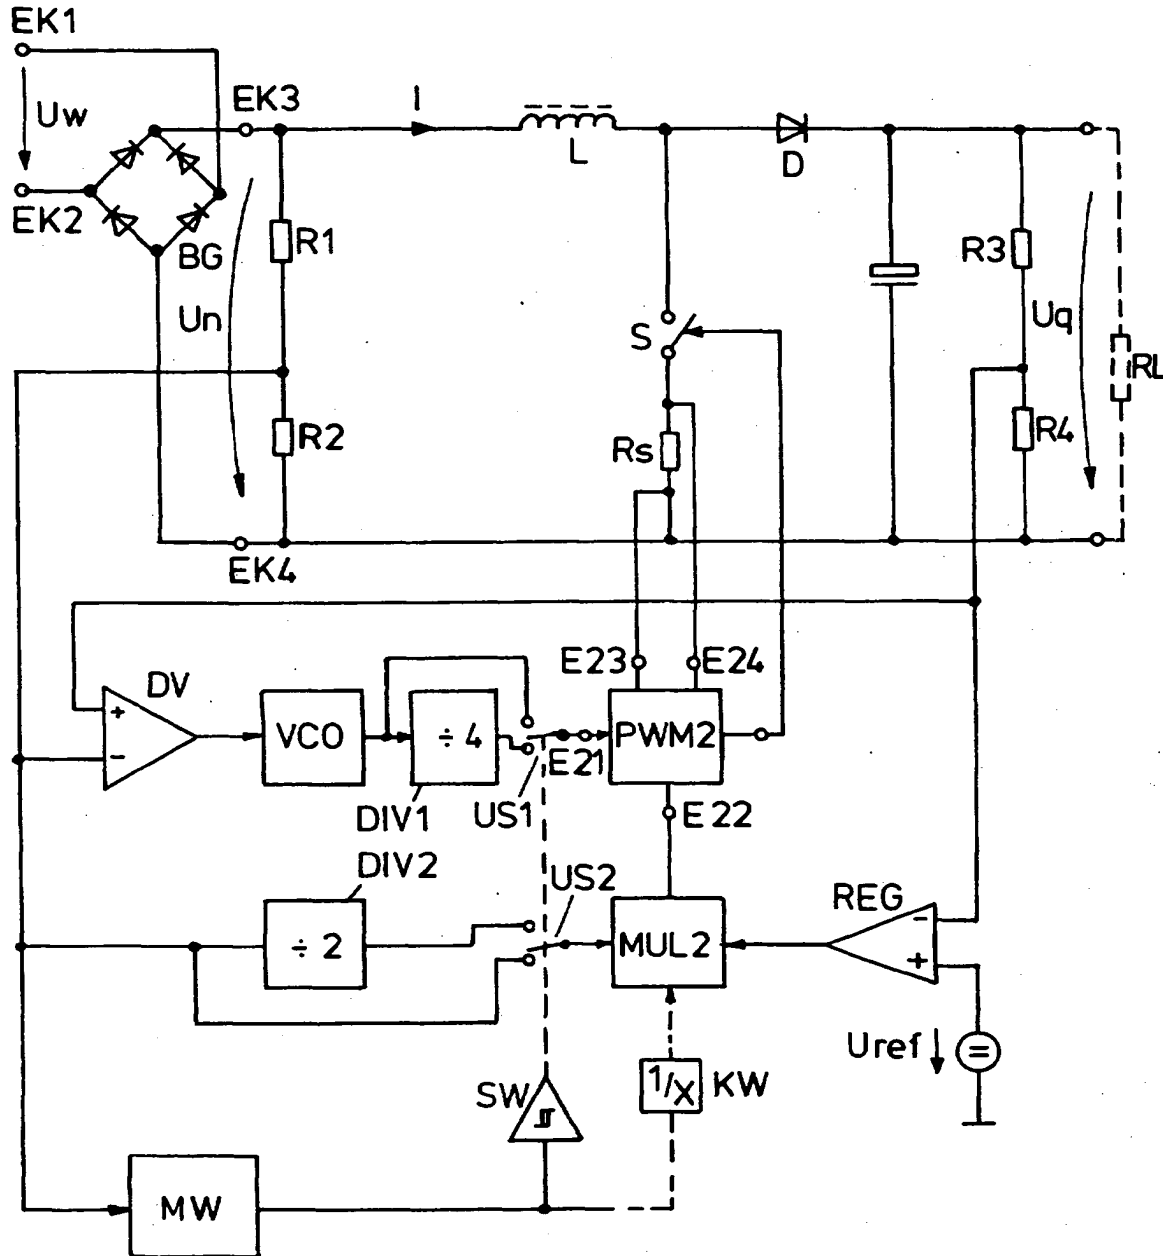 EK1
Uw
EK2
EK3
I
L
D
BG
R1
Un
R2
EK4
S
Rs
R3
Uq
R4
RL
E23
E24
DV
+
-
VCO
÷ 4
US1
E21
PWM2
DIV1
E22
DIV2
US2
÷ 2
MUL2
REG
-
+
Uref
=
SW
1/x
KW
MW